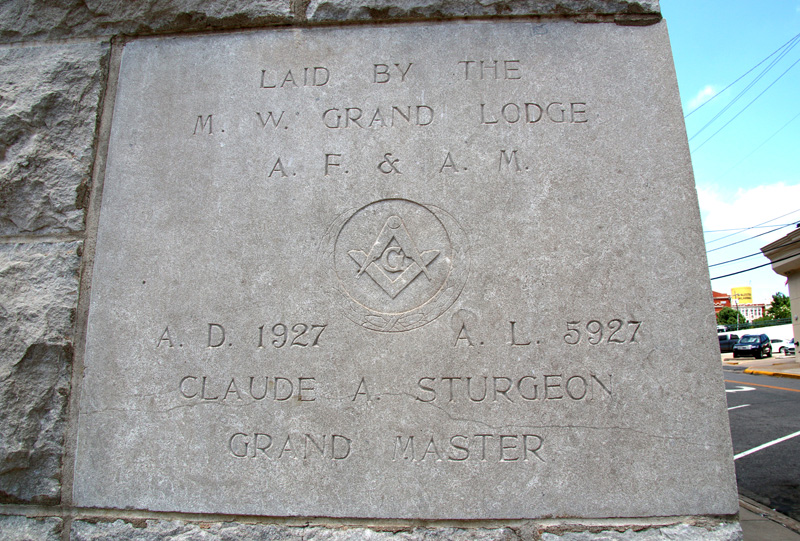 LAID BY THE
M. W. GRAND LODGE
A. F. & A. M.
G
A. D. 1927 A. L. 5927
CLAUDE A. STURGEON
GRAND MASTER